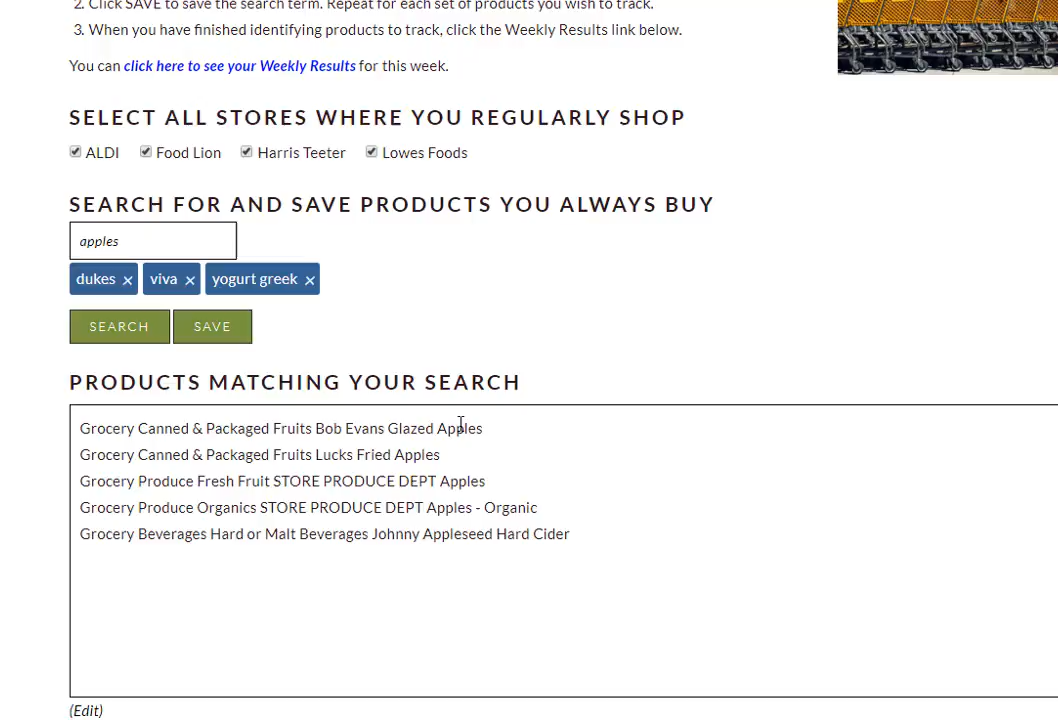 2. Click SAVE to save the search term. Repeat for each set of products you wish to track.
3. When you have finished identifying products to track, click the Weekly Results link below.
You can click here to see your Weekly Results for this week.
SELECT ALL STORES WHERE YOU REGULARLY SHOP
ALDI Food Lion Harris Teeter Lowes Foods
SEARCH FOR AND SAVE PRODUCTS YOU ALWAYS BUY
apples
dukes × viva × yogurt greek ×
SEARCH SAVE
PRODUCTS MATCHING YOUR SEARCH
Grocery Canned & Packaged Fruits Bob Evans Glazed Apples
Grocery Canned & Packaged Fruits Lucks Fried Apples
Grocery Produce Fresh Fruit STORE PRODUCE DEPT Apples
Grocery Produce Organics STORE PRODUCE DEPT Apples - Organic
Grocery Beverages Hard or Malt Beverages Johnny Appleseed Hard Cider
(Edit)